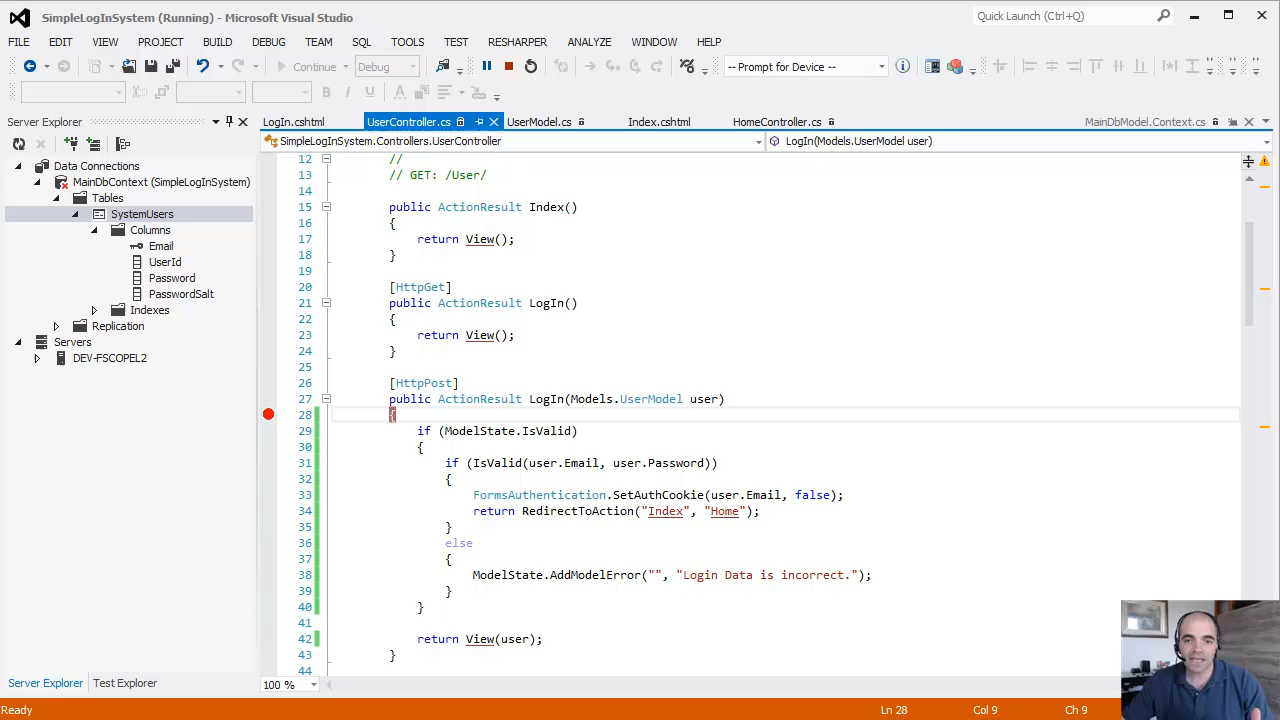 SimpleLogInSystem (Running) - Microsoft Visual Studio
Quick Launch (Ctrl+Q)
FILE EDIT VIEW PROJECT BUILD DEBUG TEAM SQL TOOLS TEST RESHARPER ANALYZE WINDOW HELP
Continue Debug -- Prompt for Device --
Server Explorer
LogIn.cshtml UserController.cs UserModel.cs Index.cshtml HomeController.cs MainDbModel.Context.cs
SimpleLogInSystem.Controllers.UserController LogIn(Models.UserModel user)
Data Connections
MainDbContext (SimpleLogInSystem)
Tables
SystemUsers
Columns
Email
UserId
Password
PasswordSalt
Indexes
Replication
Servers
DEV-FSCOPEL2
12 //
13 // GET: /User/
14
15 public ActionResult Index()
16 {
17 return View();
18 }
19
20 [HttpGet]
21 public ActionResult LogIn()
22 {
23 return View();
24 }
25
26 [HttpPost]
27 public ActionResult LogIn(Models.UserModel user)
28 {
29 if (ModelState.IsValid)
30 {
31 if (IsValid(user.Email, user.Password))
32 {
33 FormsAuthentication.SetAuthCookie(user.Email, false);
34 return RedirectToAction("Index", "Home");
35 }
36 else
37 {
38 ModelState.AddModelError("", "Login Data is incorrect.");
39 }
40 }
41
42 return View(user);
43 }
44
100 %
Server Explorer Test Explorer
Ready Ln 28 Col 9 Ch 9